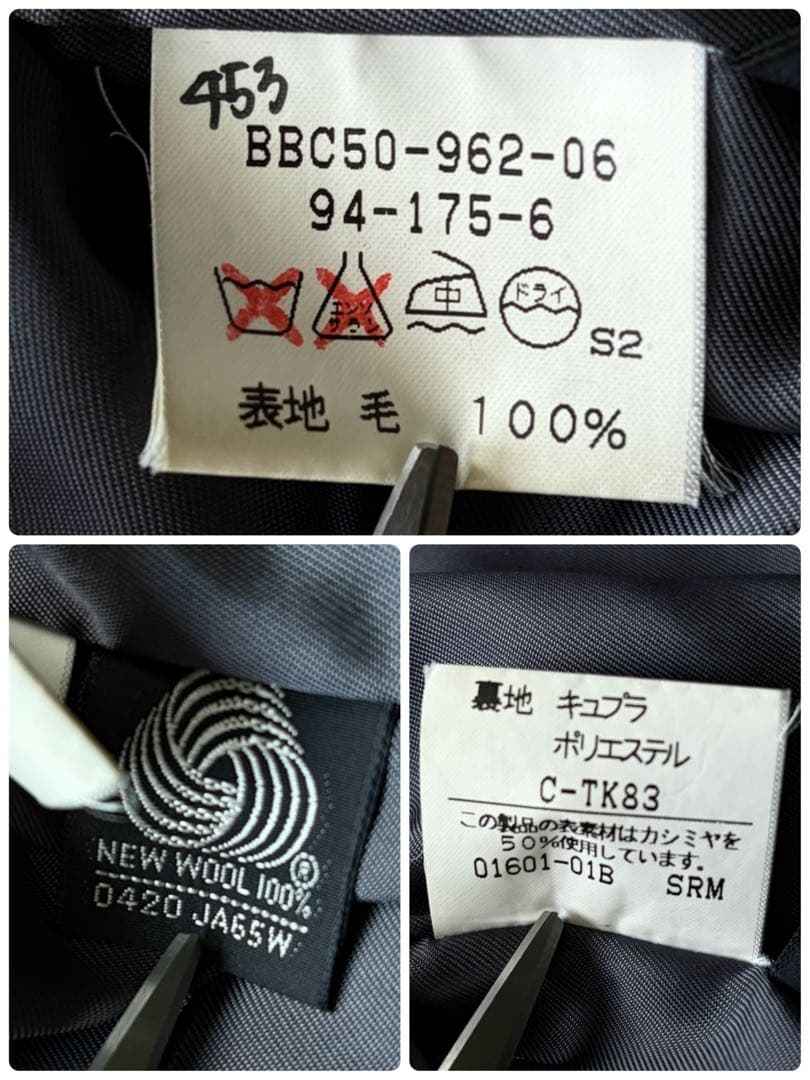 453
BBC50-962-06
94-175-6
中
ドライ
S2
表地 毛 100%
NEW WOOL 100%
0420 JA65W
裏地 キュプラ
ポリエステル
C-TK83
この製品の表素材はカシミヤを
50%使用しています。
01601-01B SRM